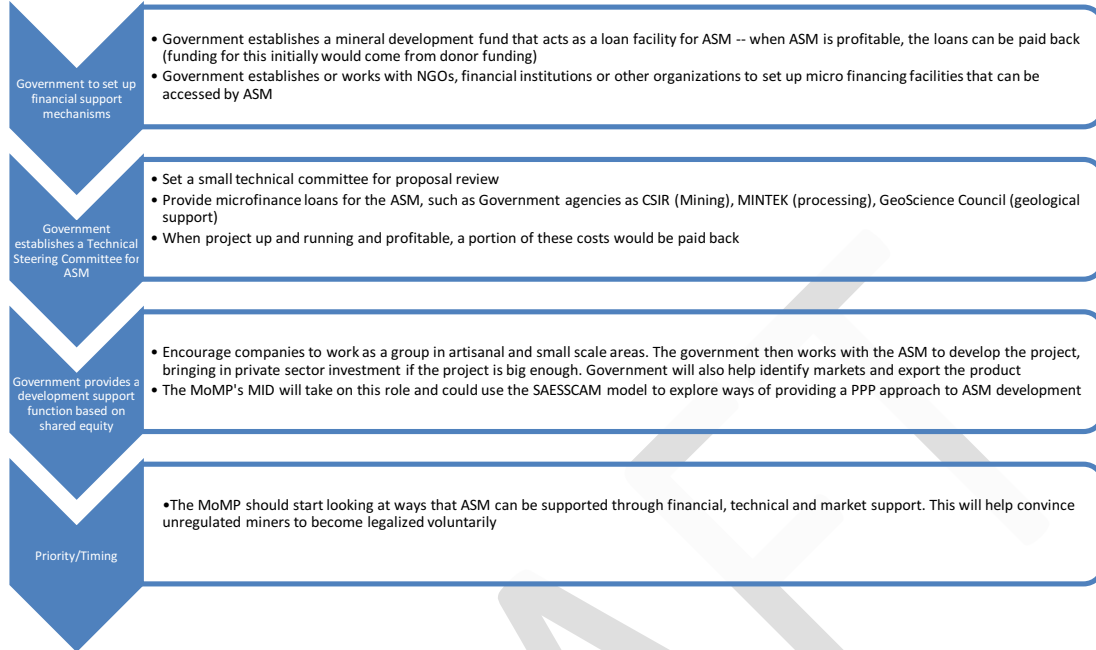 Government to set up
financial support
mechanisms
• Government establishes a mineral development fund that acts as a loan facility for ASM -- when ASM is profitable, the loans can be paid back
(funding for this initially would come from donor funding)
• Government establishes or works with NGOs, financial institutions or other organizations to set up micro financing facilities that can be
accessed by ASM
Government
establishes a Technical
Steering Committee for
ASM
• Set a small technical committee for proposal review
• Provide microfinance loans for the ASM, such as Government agencies as CSIR (Mining), MINTEK (processing), GeoScience Council (geological
support)
• When project up and running and profitable, a portion of these costs would be paid back
Government provides a
development support
function based on
shared equity
• Encourage companies to work as a group in artisanal and small scale areas. The government then works with the ASM to develop the project,
bringing in private sector investment if the project is big enough. Government will also help identify markets and export the product
• The MoMP's MID will take on this role and could use the SAESSCAM model to explore ways of providing a PPP approach to ASM development
Priority/Timing
•The MoMP should start looking at ways that ASM can be supported through financial, technical and market support. This will help convince
unregulated miners to become legalized voluntarily